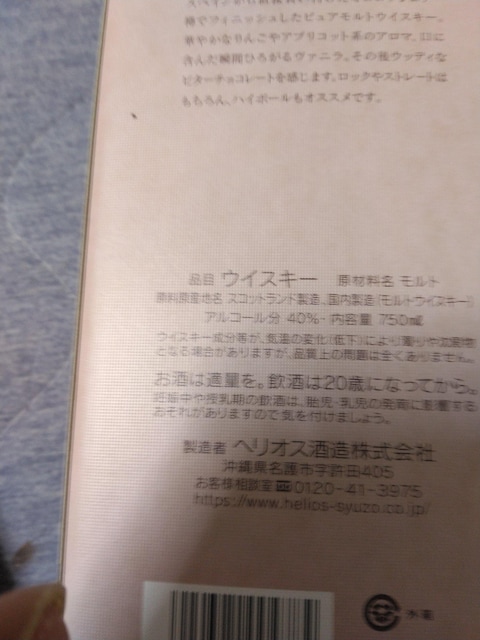 樽でフィニッシュしたピュアモルトウイスキー。
華やかなりんごやアプリコット系のアロマ、口に
含んだ瞬間ひろがるヴァニラ。その後ウッディな
ビターチョコレートを感じます。ロックやストレートは
もちろん、ハイボールもオススメです。
品目 ウイスキー 原材料名 モルト
原料原産地名 スコットランド製造、国内製造(モルトウイスキー)
アルコール分 40%・内容量 750㎖
ウイスキー成分等が、気温の変化(低下)により濁りや沈殿物
となる場合がありますが、品質上の問題は全くありません。
お酒は適量を。飲酒は20歳になってから。
妊娠中や授乳期の飲酒は、胎児・乳児の発育に影響する
おそれがありますので気を付けましょう。
製造者 ヘリオス酒造株式会社
沖縄県名護市字許田405
お客様相談室 0120-41-3975
https://www.helios-syuzo.co.jp/
外箱